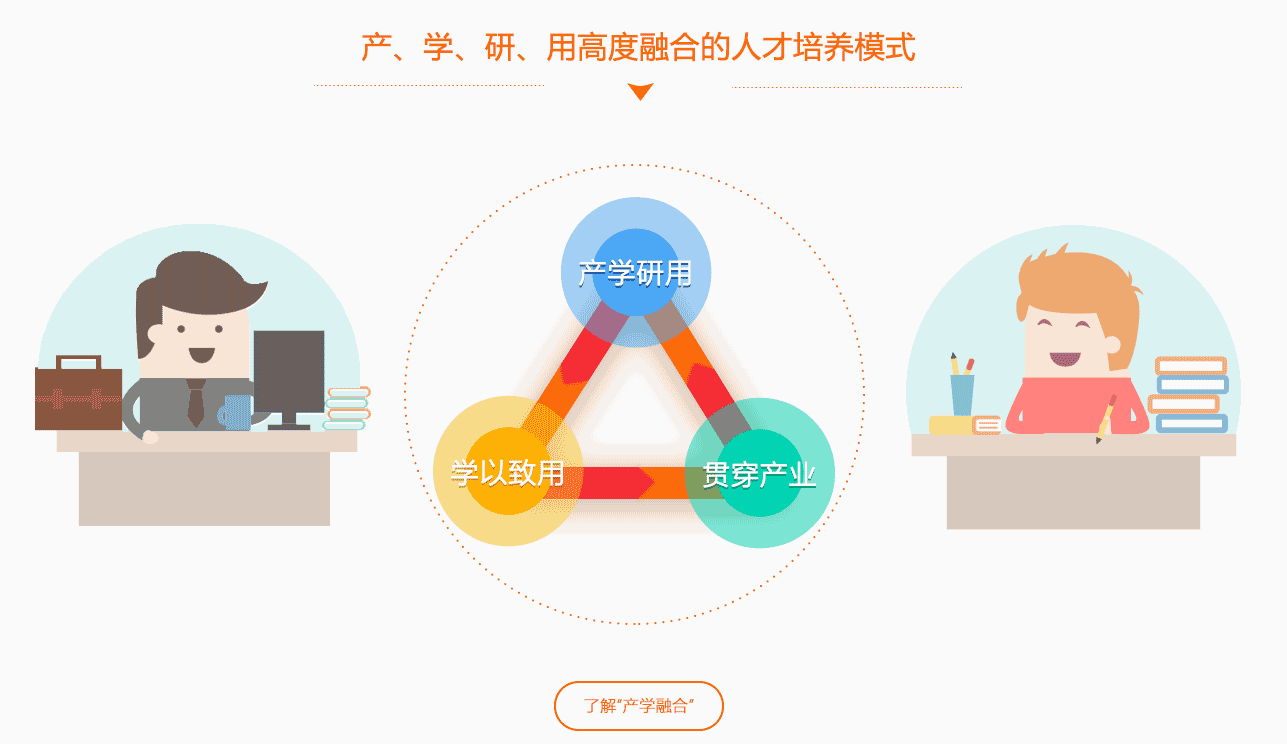 产、学、研、用高度融合的人才培养模式
产学研用
学以致用
贯穿产业
了解“产学融合”